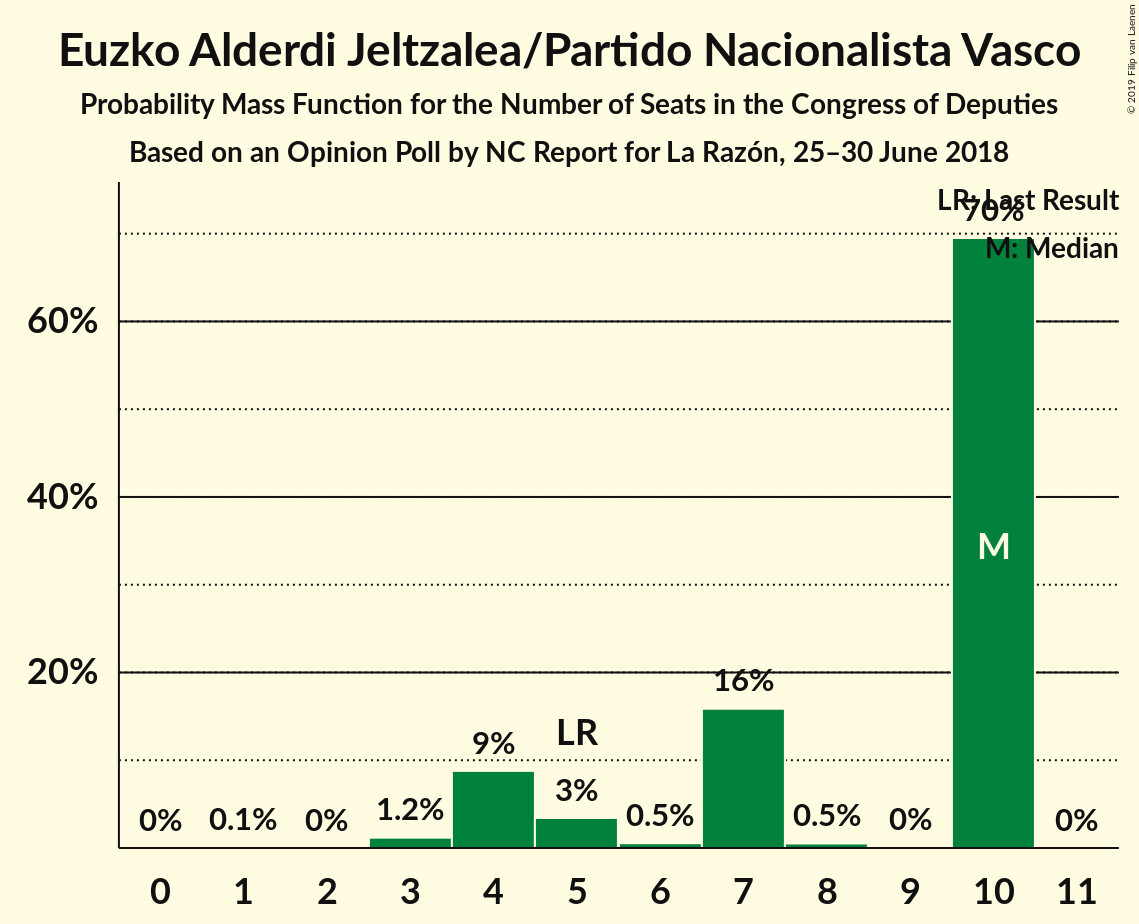 Euzko Alderdi Jeltzalea/Partido Nacionalista Vasco
Probability Mass Function for the Number of Seats in the Congress of Deputies
Based on an Opinion Poll by NC Report for La Razón, 25–30 June 2018
© 2019 Filip van Laenen
LR: Last Result
M: Median
70%
60%
40%
M
20%
16%
LR
9%
3%
0% 0.1% 0% 1.2% 0.5% 0.5% 0% 0%
0 1 2 3 4 5 6 7 8 9 10 11